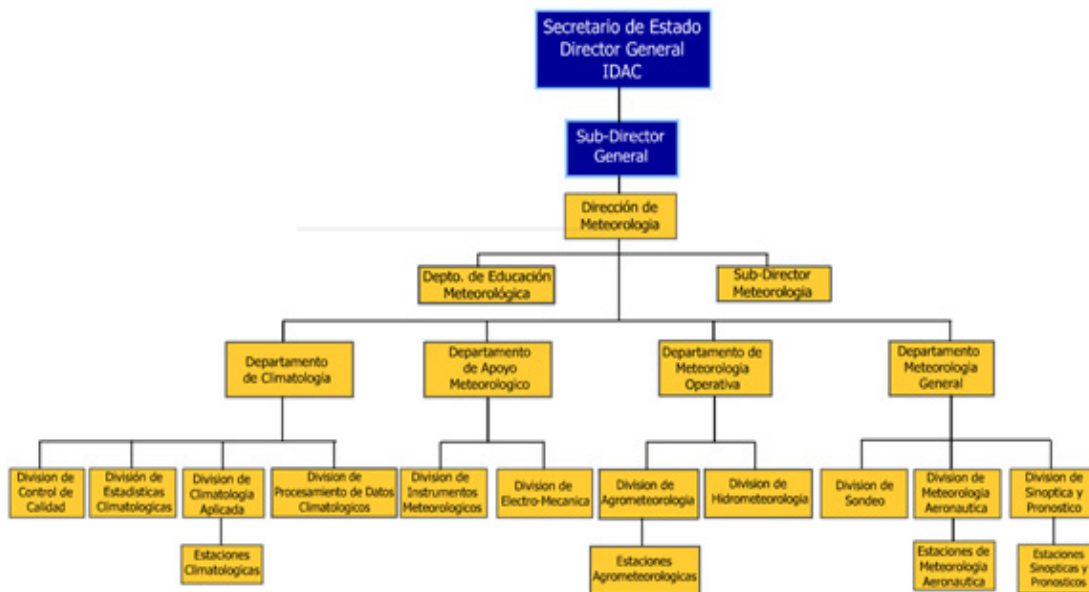 Secretario de Estado
Director General
IDAC
Sub-Director
General
Dirección de
Meteorologia
Depto. de Educación
Meteorológica
Sub-Director
Meteorologia
Departamento
de Climatología
Departamento
de Apoyo
Meteorologico
Departamento de
Meteorologia
Operativa
Departamento
Meteorologia
General
Division de
Control de
Calidad
División de
Estadisticas
Climatologicas
Division de
Climatologia
Aplicada
Division de
Procesamiento de Datos
Climatologicos
Division de
Instrumentos
Meteorologicos
Division de
Electro-Mecanica
Division de
Agrometeorologia
Division de
Hidrometeorologia
Division de
Sondeo
Division de
Meteorologia
Aeronautica
Division de
Sinoptica y
Pronostico
Estaciones
Climatologicas
Estaciones
Agrometeorologicas
Estaciones de
Meteorologia
Aeronautica
Estaciones
Sinopticas y
Pronosticos